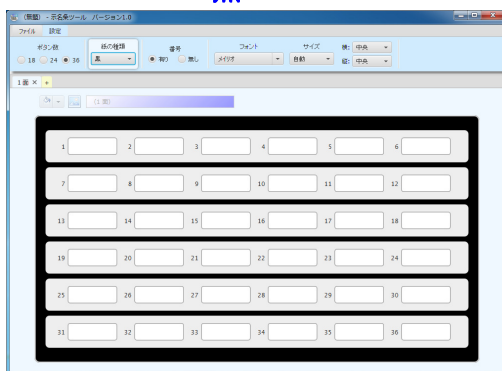 (無題) - 示名条ツール バージョン1.0
ファイル 設定
ボタン数 紙の種類 番号 フォント サイズ 横: 中央
18 24 36 黒 有り 無し メイリオ 自動 縦: 中央
1 面 × +
(1 面)
1 2 3 4 5 6
7 8 9 10 11 12
13 14 15 16 17 18
19 20 21 22 23 24
25 26 27 28 29 30
31 32 33 34 35 36